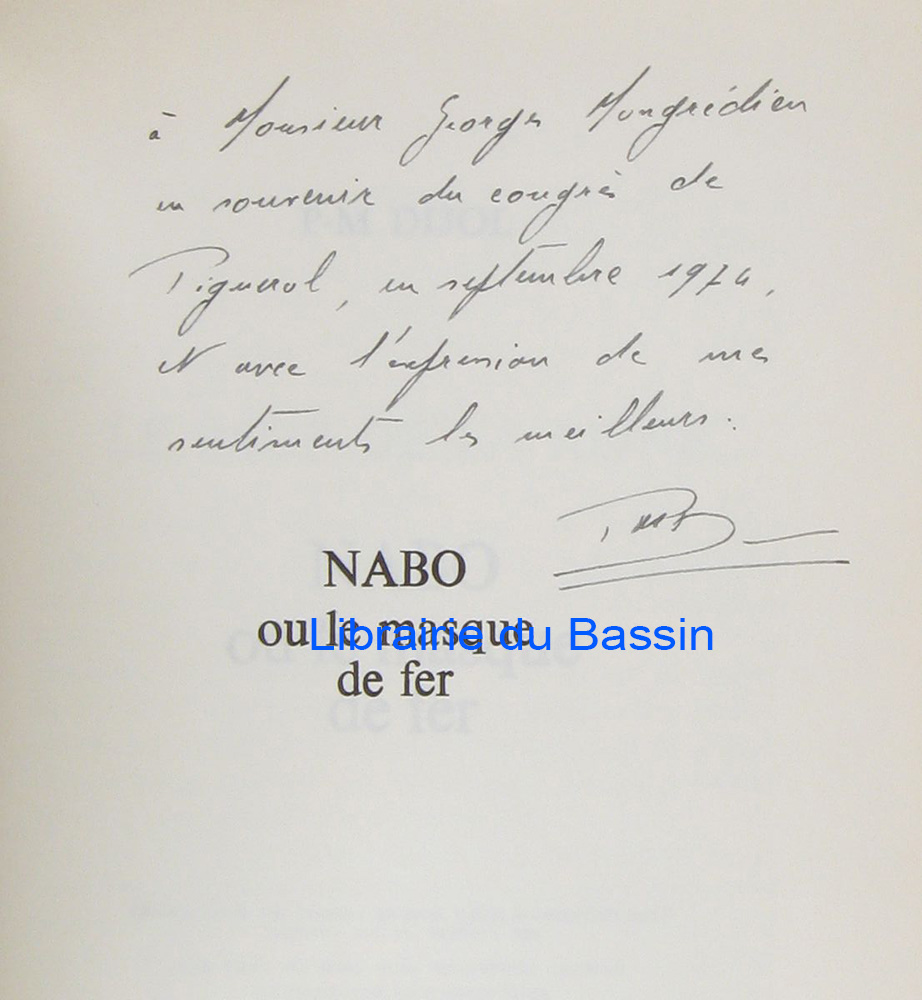 à Monsieur Georges Mongrédien
en souvenir du congrès de
Pignerol, en septembre 1974,
et avec l'expression de mes
sentiments les meilleurs.
P-M DIJOL
NABO
ou le masque
de fer
Librairie du Bassin